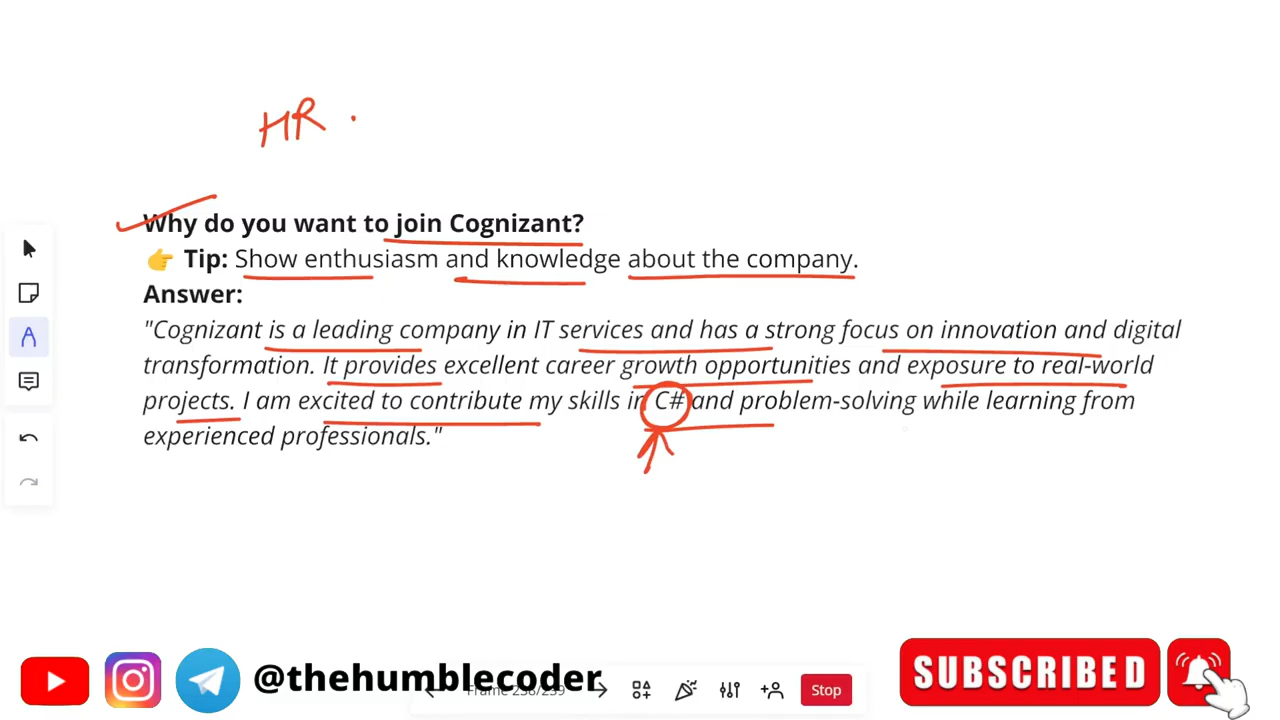 HR .
Why do you want to join Cognizant?
👉 Tip: Show enthusiasm and knowledge about the company.
Answer:
"Cognizant is a leading company in IT services and has a strong focus on innovation and digital
transformation. It provides excellent career growth opportunities and exposure to real-world
projects. I am excited to contribute my skills in C# and problem-solving while learning from
experienced professionals."
@thehumblecoder
Frame 238/239
Stop
SUBSCRIBED